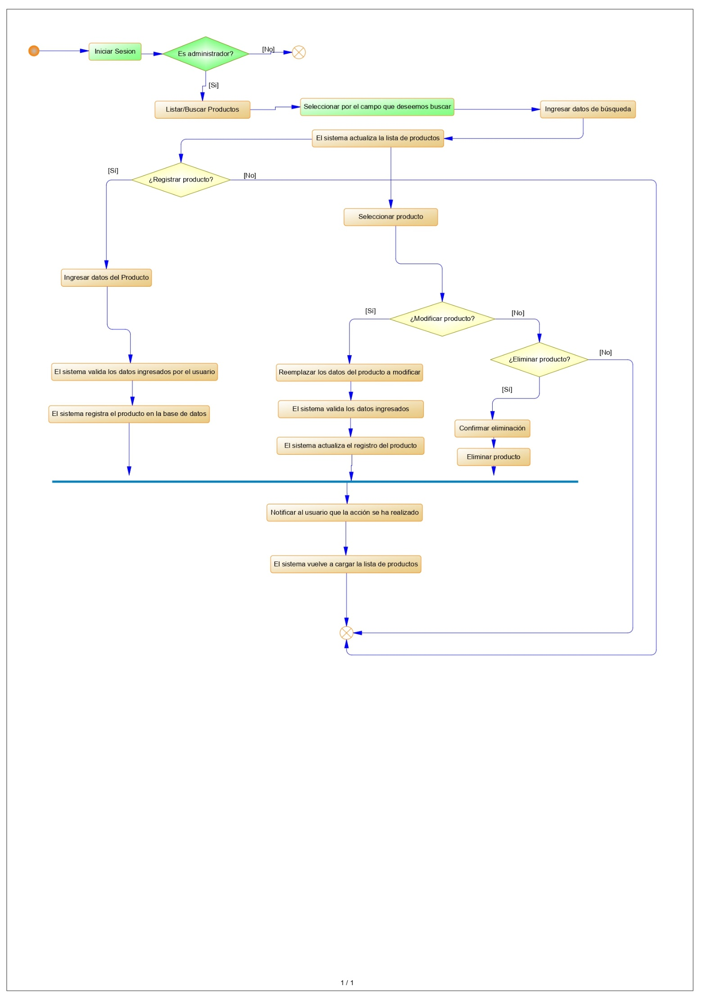 Iniciar Sesion
Es administrador?
[No]
[Si]
Listar/Buscar Productos
Seleccionar por el campo que deseemos buscar
Ingresar datos de búsqueda
El sistema actualiza la lista de productos
[Sí]
¿Registrar producto?
[No]
Seleccionar producto
Ingresar datos del Producto
[Sí]
¿Modificar producto?
[No]
¿Eliminar producto?
[No]
El sistema valida los datos ingresados por el usuario
Reemplazar los datos del producto a modificar
[Sí]
El sistema valida los datos ingresados
El sistema registra el producto en la base de datos
Confirmar eliminación
El sistema actualiza el registro del producto
Eliminar producto
Notificar al usuario que la acción se ha realizado
El sistema vuelve a cargar la lista de productos
1 / 1